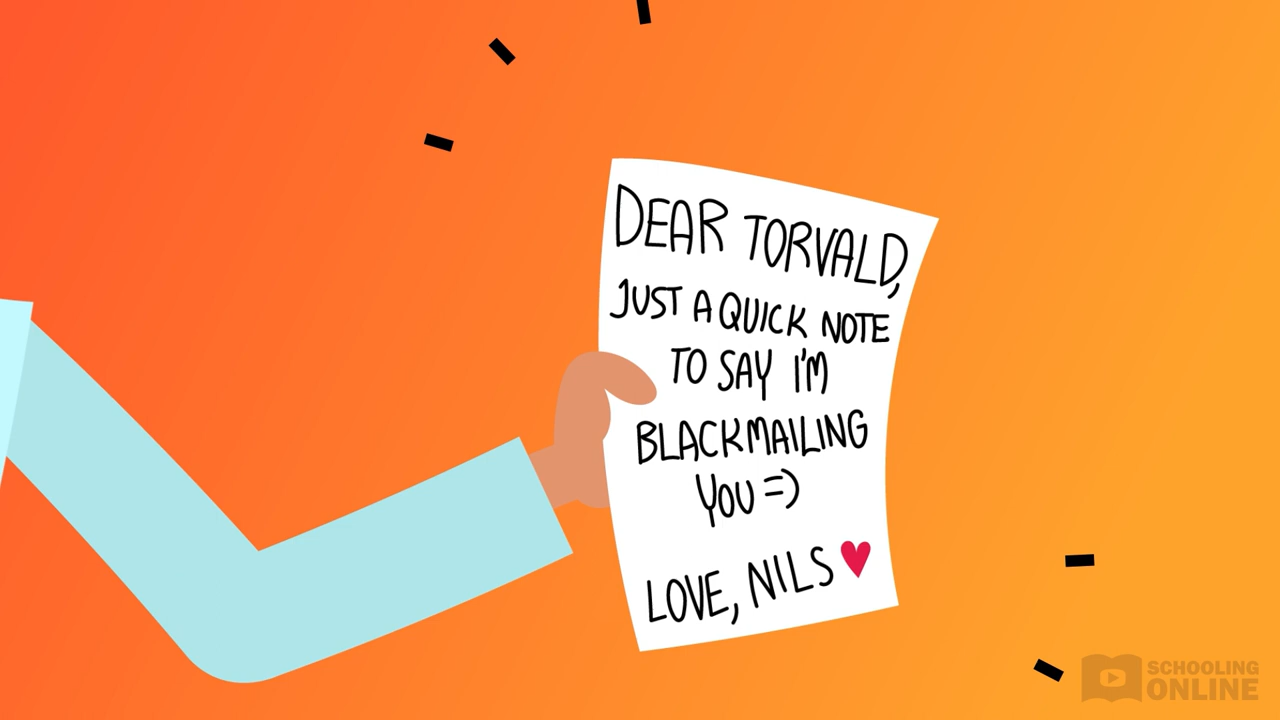 DEAR TORVALD,
JUST A QUICK NOTE
TO SAY I'M
BLACKMAILING
YOU =)
LOVE, NILS ♥
SCHOOLING
ONLINE